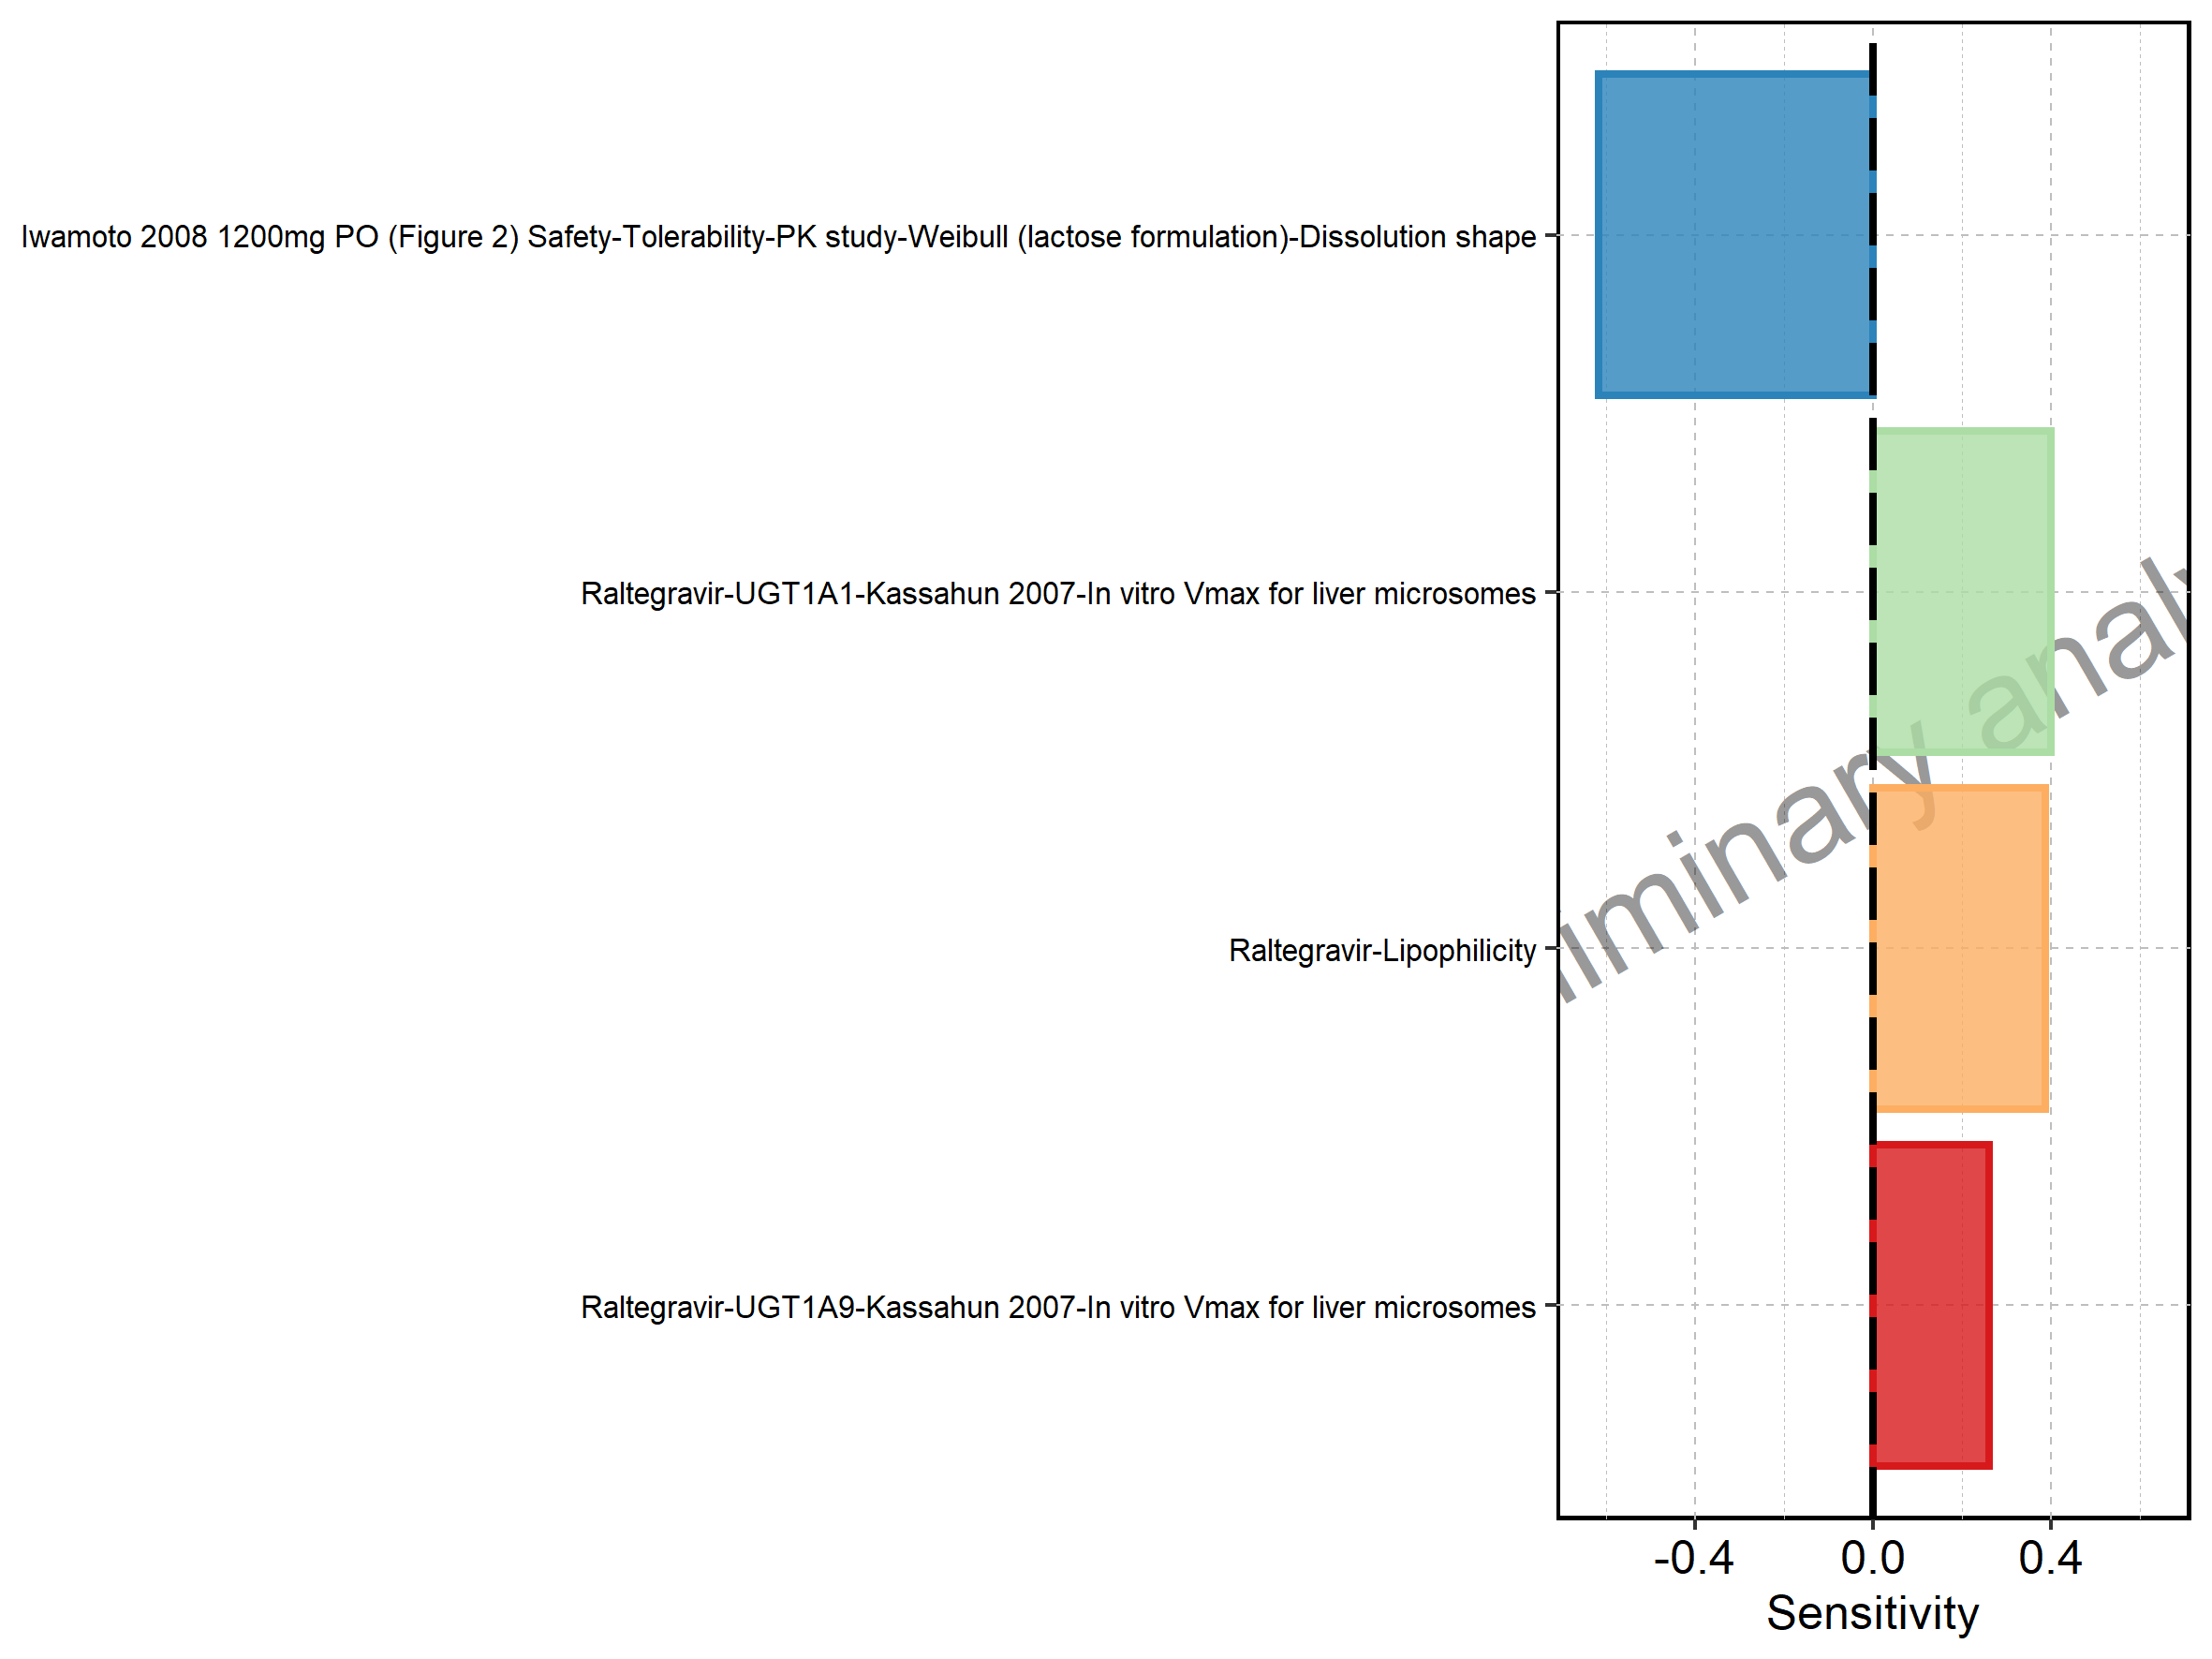 Iwamoto 2008 1200mg PO (Figure 2) Safety-Tolerability-PK study-Weibull (lactose formulation)-Dissolution shape
Raltegravir-UGT1A1-Kassahun 2007-In vitro Vmax for liver microsomes
Raltegravir-Lipophilicity
Raltegravir-UGT1A9-Kassahun 2007-In vitro Vmax for liver microsomes
-0.4 0.0 0.4
Sensitivity